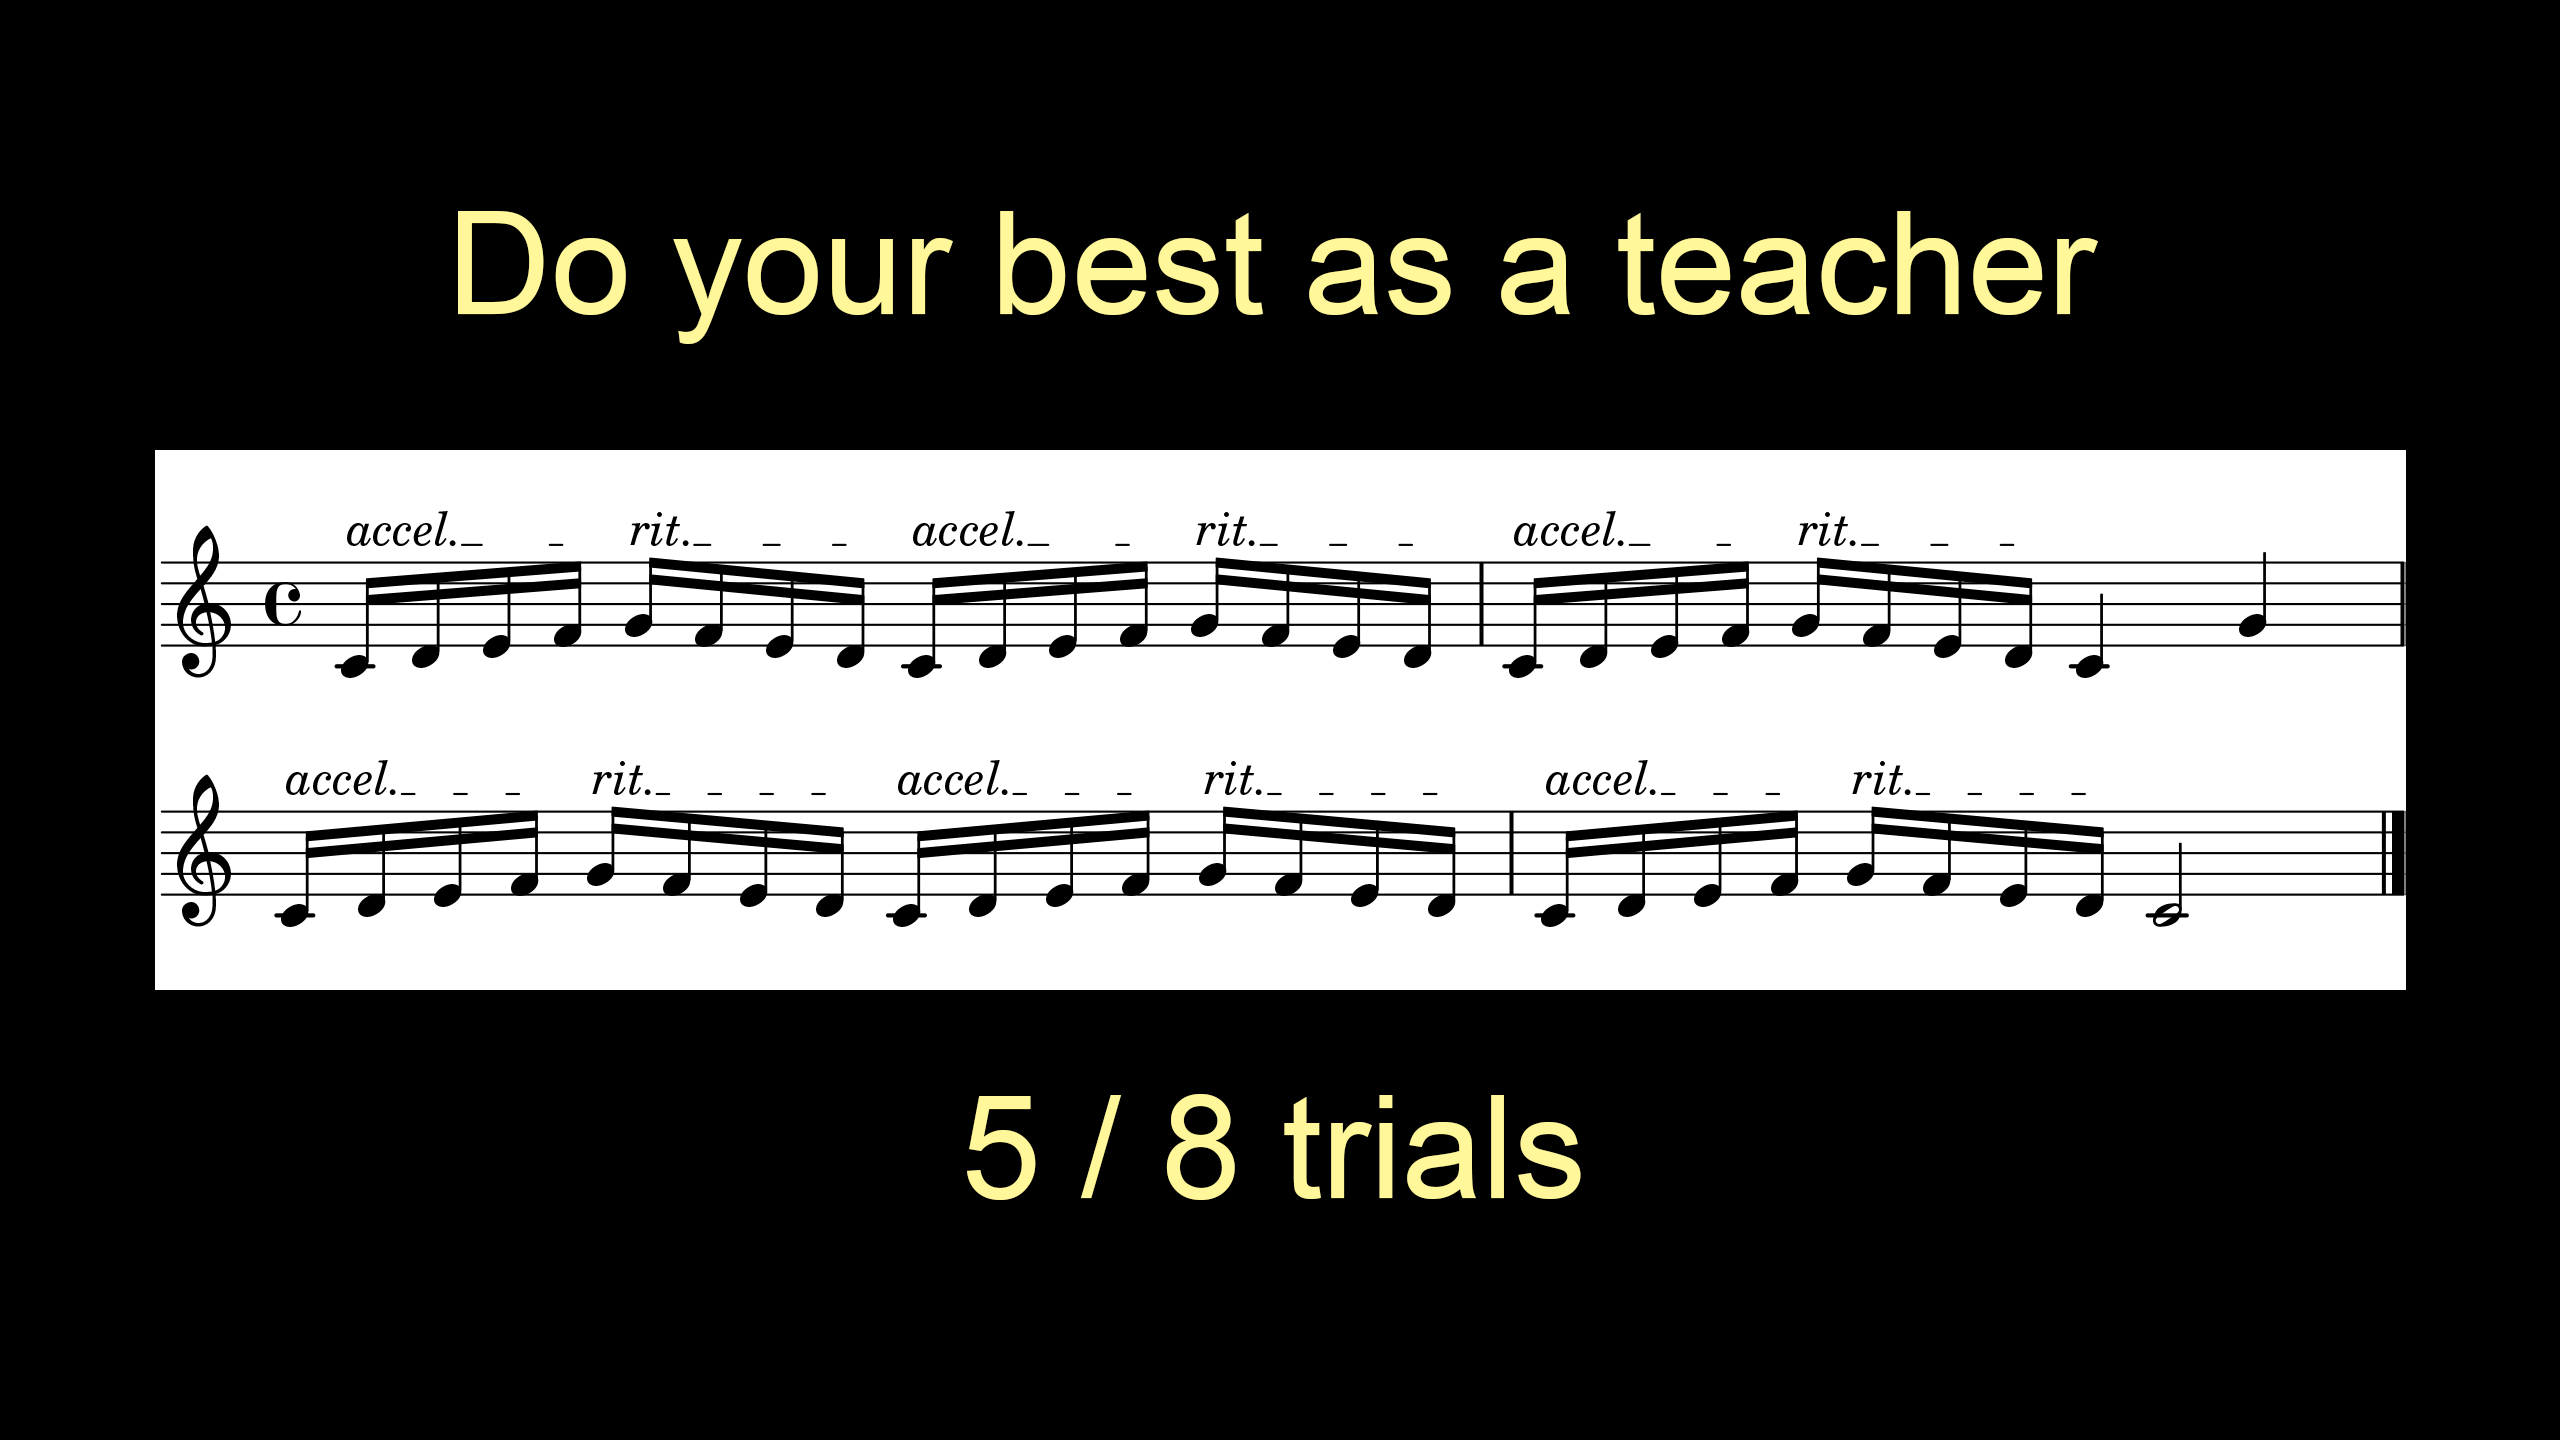 Do your best as a teacher
accel. rit. accel. rit. accel. rit.
accel. rit. accel. rit. accel. rit.
5 / 8 trials